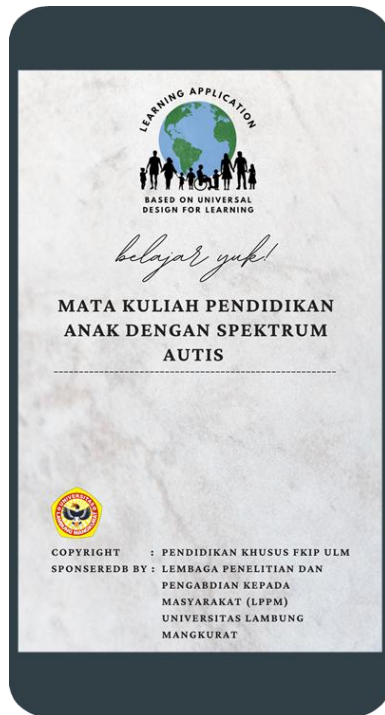 LEARNING APPLICATION
BASED ON UNIVERSAL
DESIGN FOR LEARNING
belajar yuk!
MATA KULIAH PENDIDIKAN
ANAK DENGAN SPEKTRUM
AUTIS
COPYRIGHT : PENDIDIKAN KHUSUS FKIP ULM
SPONSEREDB BY : LEMBAGA PENELITIAN DAN
PENGABDIAN KEPADA
MASYARAKAT (LPPM)
UNIVERSITAS LAMBUNG
MANGKURAT